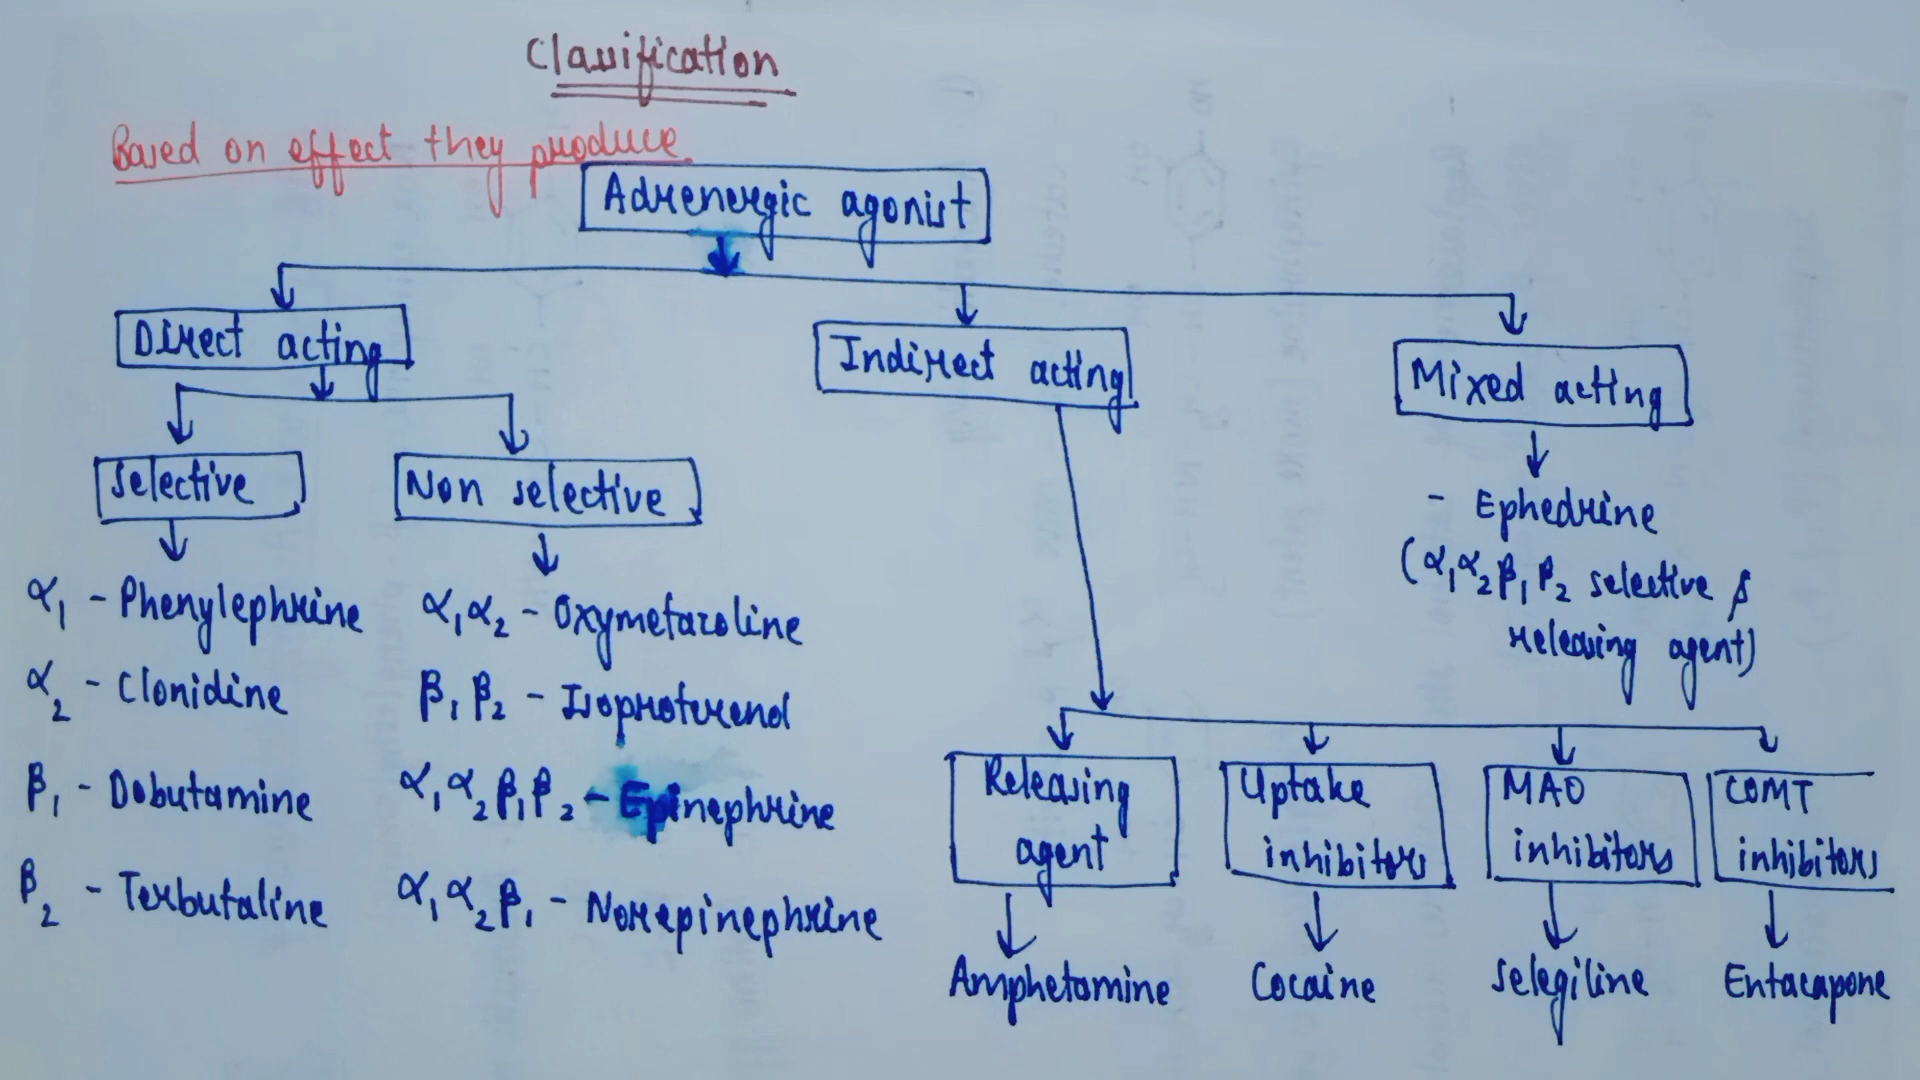 Classification
Based on effect they produce
Adrenergic agonist
Direct acting
Indirect acting
Mixed acting
Selective
Non selective
- Ephedrine
(α₁α₂β₁β₂ selective &
releasing agent)
α₁ - Phenylephrine
α₂ - Clonidine
β₁ - Dobutamine
β₂ - Terbutaline
α₁α₂ - Oxymetazoline
β₁β₂ - Isoproterenol
α₁α₂β₁β₂ - Epinephrine
α₁α₂β₁ - Norepinephrine
Releasing
agent
Uptake
inhibitors
MAO
inhibitors
COMT
inhibitors
Amphetamine
Cocaine
Selegiline
Entacapone